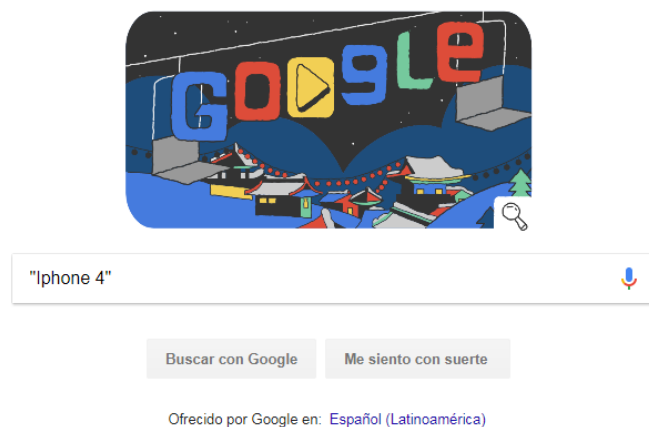 GOOGLE
"Iphone 4"
Buscar con Google
Me siento con suerte
Ofrecido por Google en: Español (Latinoamérica)